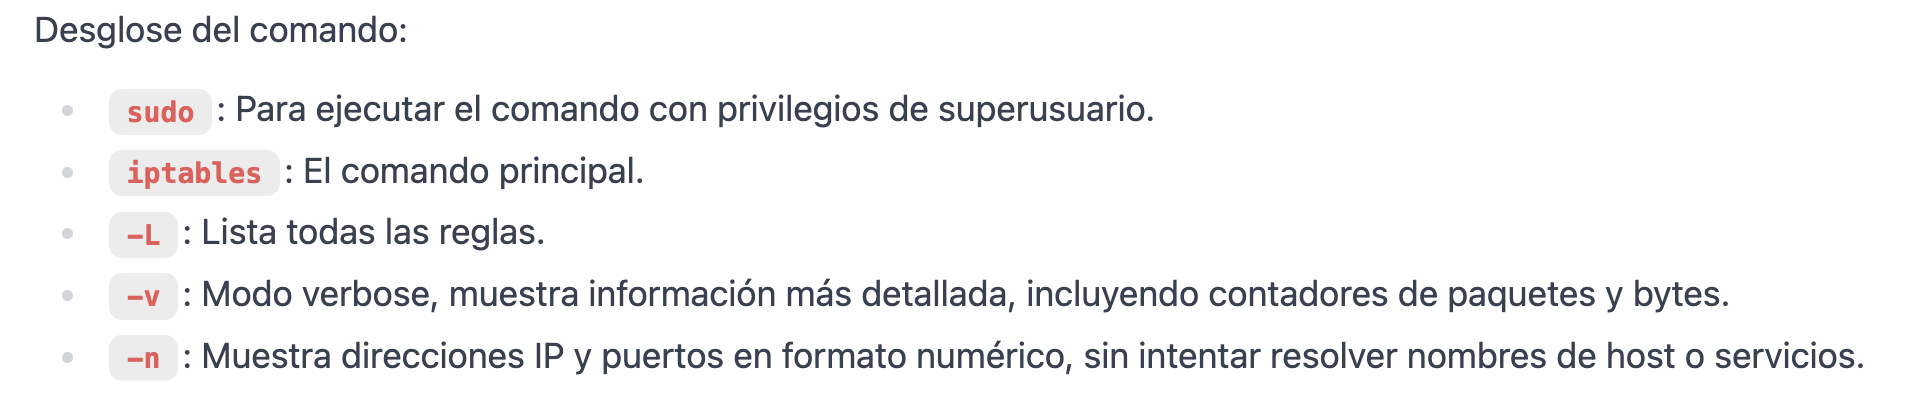 Desglose del comando:
sudo : Para ejecutar el comando con privilegios de superusuario.
iptables : El comando principal.
-L : Lista todas las reglas.
-v : Modo verbose, muestra información más detallada, incluyendo contadores de paquetes y bytes.
-n : Muestra direcciones IP y puertos en formato numérico, sin intentar resolver nombres de host o servicios.